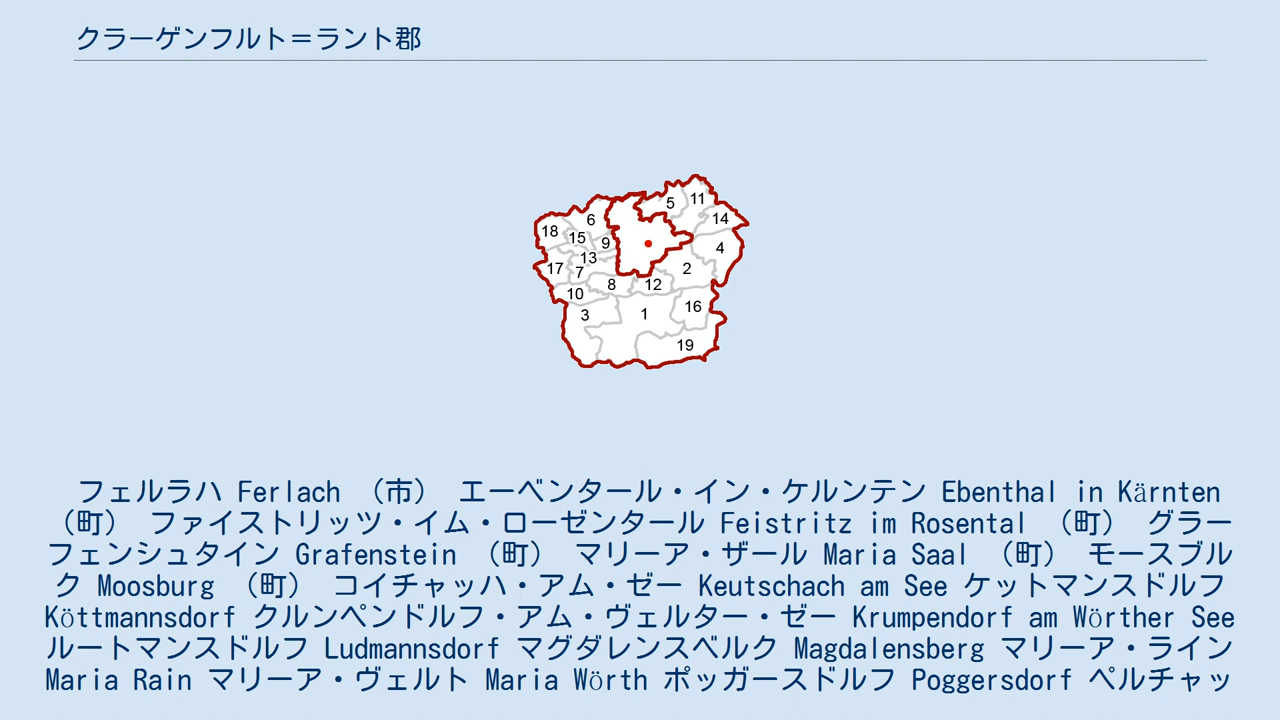 クラーゲンフルト＝ラント郡
5 11
6 14
18 15 9 4
13
17 7 2
8 12
10
3 1 16
19
フェルラハ Ferlach （市） エーベンタール・イン・ケルンテン Ebenthal in Kärnten
（町） ファイストリッツ・イム・ローゼンタール Feistritz im Rosental （町） グラー
フェンシュタイン Grafenstein （町） マリーア・ザール Maria Saal （町） モースブル
ク Moosburg （町） コイチャッハ・アム・ゼー Keutschach am See ケットマンスドルフ
Köttmannsdorf クルンペンドルフ・アム・ヴェルター・ゼー Krumpendorf am Wörther See
ルートマンスドルフ Ludmannsdorf マグダレンスベルク Magdalensberg マリーア・ライン
Maria Rain マリーア・ヴェルト Maria Wörth ポッガースドルフ Poggersdorf ペルチャッ